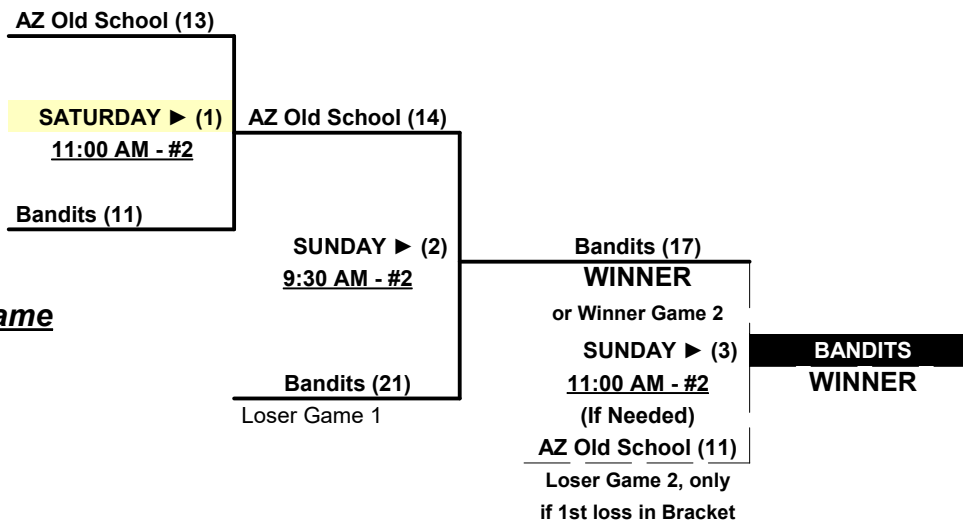 AZ Old School (13)
SATURDAY ► (1)
11:00 AM - #2
Bandits (11)
AZ Old School (14)
SUNDAY ► (2)
9:30 AM - #2
Bandits (21)
Loser Game 1
Bandits (17)
WINNER
or Winner Game 2
SUNDAY ► (3)
11:00 AM - #2
(If Needed)
AZ Old School (11)
Loser Game 2, only
if 1st loss in Bracket
BANDITS
WINNER